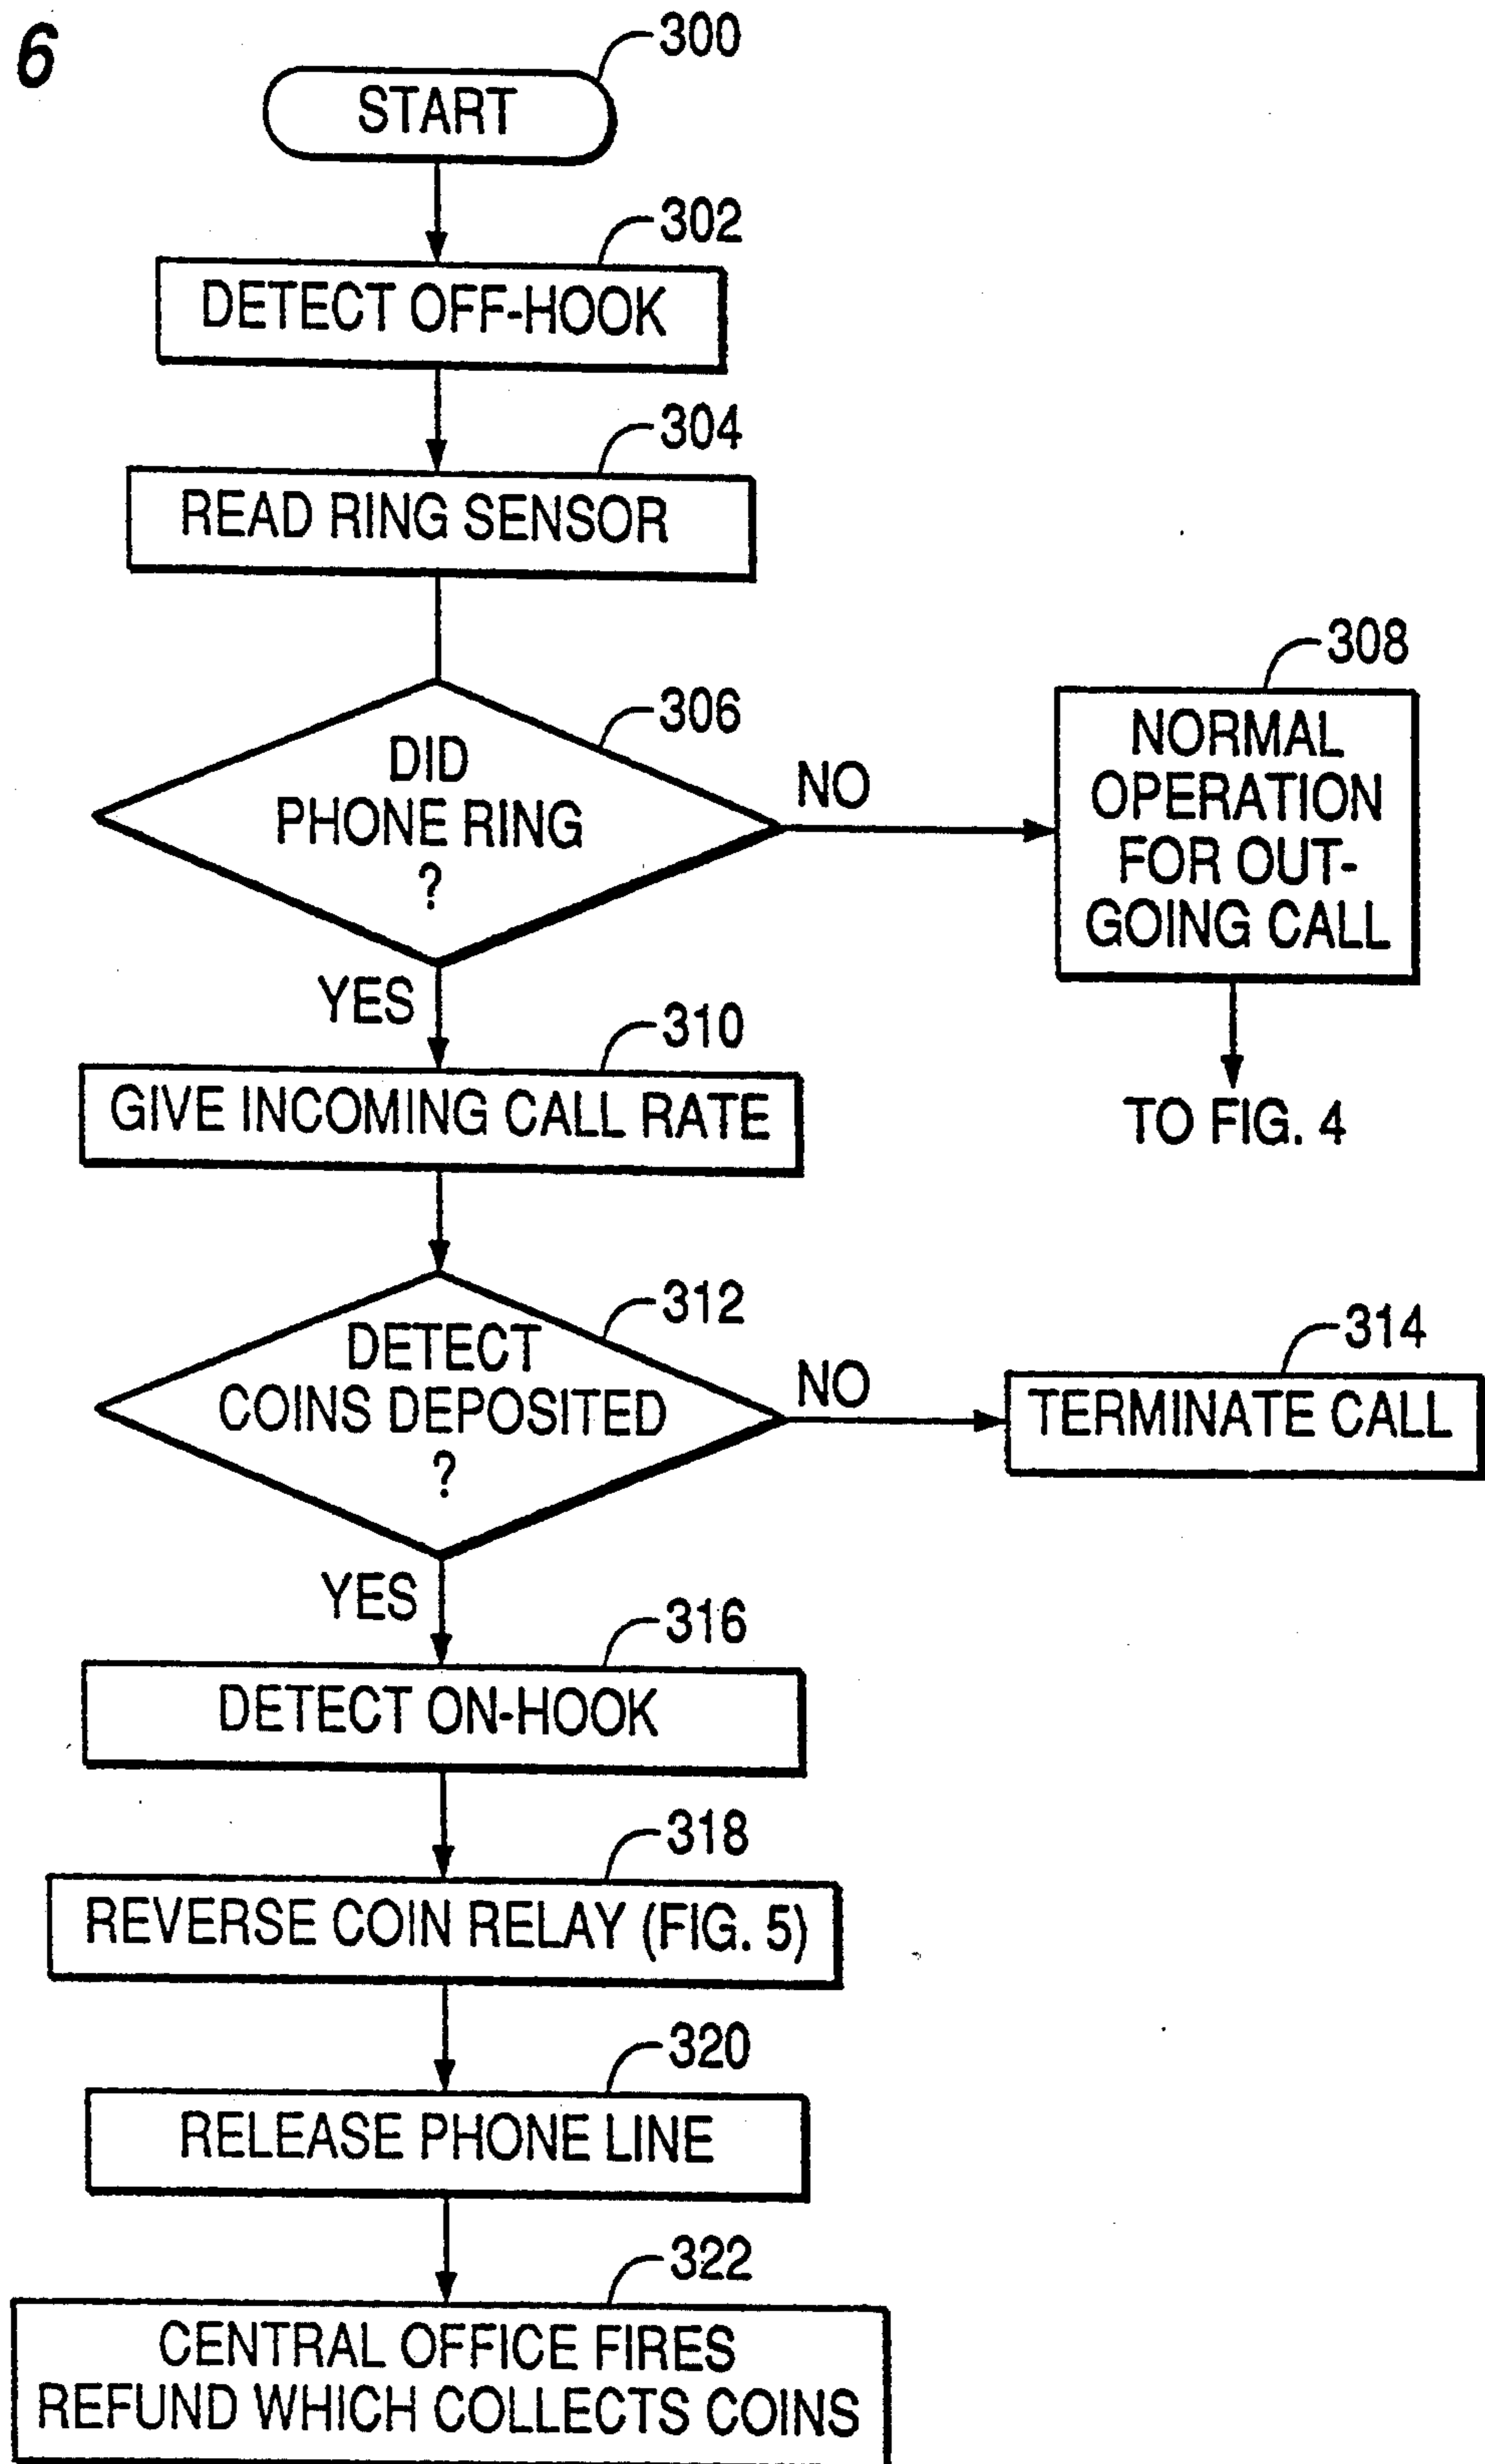 6
300
START
302
DETECT OFF-HOOK
304
READ RING SENSOR
306
DID
PHONE RING
?
NO
308
NORMAL
OPERATION
FOR OUT-
GOING CALL
TO FIG. 4
YES
310
GIVE INCOMING CALL RATE
312
DETECT
COINS DEPOSITED
?
NO
314
TERMINATE CALL
YES
316
DETECT ON-HOOK
318
REVERSE COIN RELAY (FIG. 5)
320
RELEASE PHONE LINE
322
CENTRAL OFFICE FIRES
REFUND WHICH COLLECTS COINS